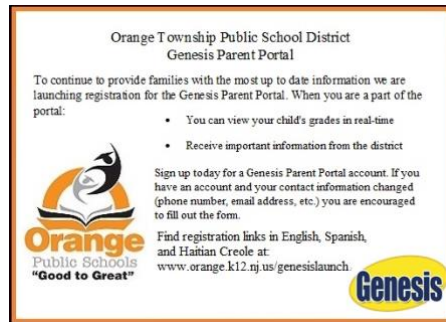 Orange Township Public School District
Genesis Parent Portal
To continue to provide families with the most up to date information we are
launching registration for the Genesis Parent Portal. When you are a part of the
portal:
• You can view your child's grades in real-time
• Receive important information from the district
Sign up today for a Genesis Parent Portal account. If you
have an account and your contact information changed
(phone number, email address, etc.) you are encouraged
to fill out the form.
Find registration links in English, Spanish,
and Haitian Creole at:
www.orange.k12.nj.us/genesislaunch.
Orange
Public Schools
"Good to Great"
Genesis